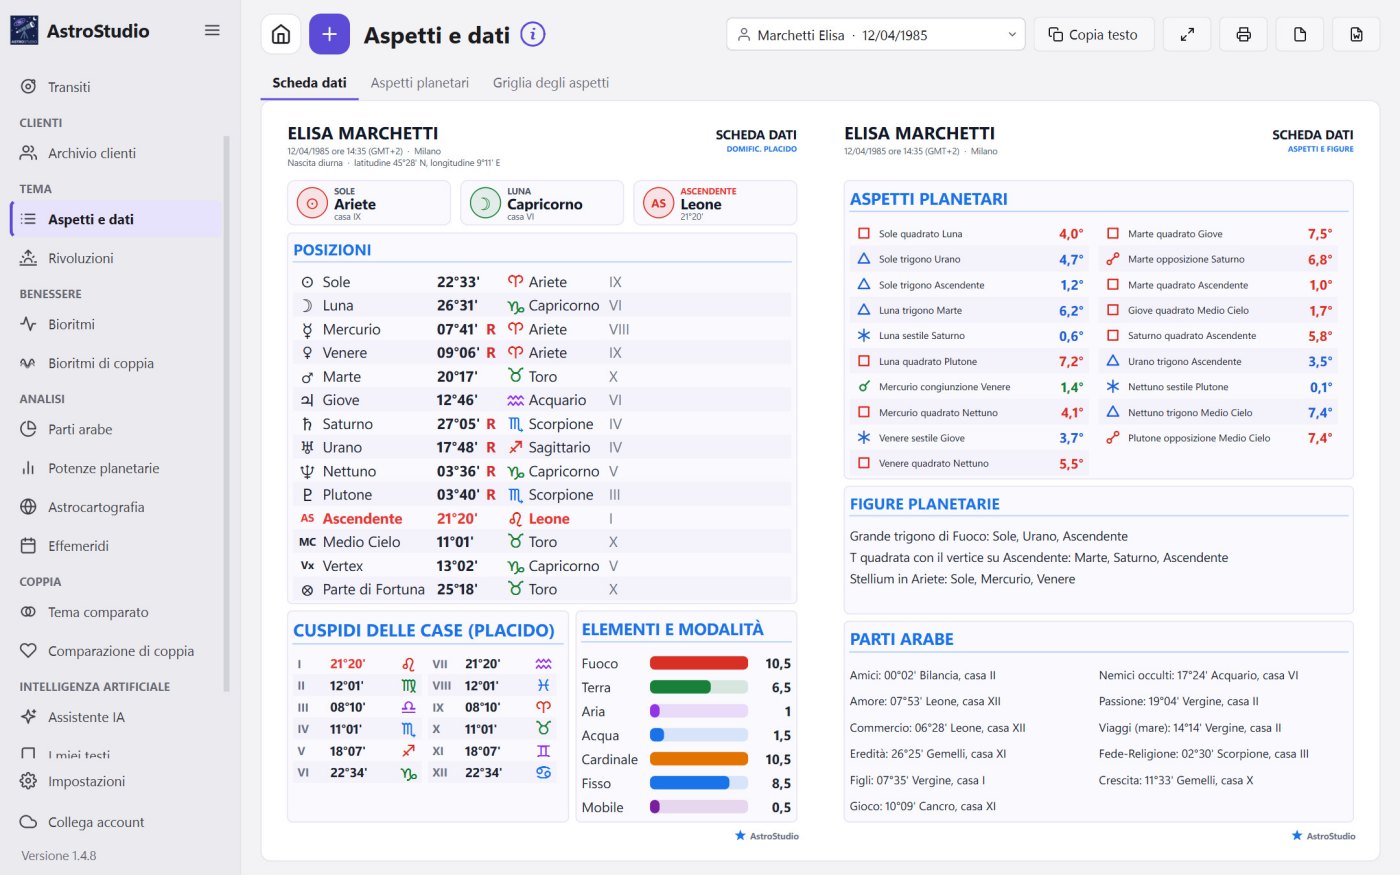 AstroStudio
Transiti
CLIENTI
Archivio clienti
TEMA
Aspetti e dati
Rivoluzioni
BENESSERE
Bioritmi
Bioritmi di coppia
ANALISI
Parti arabe
Potenze planetarie
Astrocartografia
Effemeridi
COPPIA
Tema comparato
Comparazione di coppia
INTELLIGENZA ARTIFICIALE
Assistente IA
I miei testi
Impostazioni
Collega account
Versione 1.4.8
Aspetti e dati
Marchetti Elisa · 12/04/1985
Copia testo
Scheda dati Aspetti planetari Griglia degli aspetti
ELISA MARCHETTI
12/04/1985 ore 14:35 (GMT+2) · Milano
Nascita diurna · latitudine 45°28' N, longitudine 9°11' E
SCHEDA DATI
DOMIFIC. PLACIDO
SOLE
Ariete
casa IX
LUNA
Capricorno
casa VI
AS
ASCENDENTE
Leone
21°20'
POSIZIONI
☉ Sole 22°33' ♈ Ariete IX
☽ Luna 26°31' ♑ Capricorno VI
☿ Mercurio 07°41' R ♈ Ariete VIII
♀ Venere 09°06' R ♈ Ariete IX
♂ Marte 20°17' ♉ Toro X
♃ Giove 12°46' ♒ Acquario VI
♄ Saturno 27°05' R ♏ Scorpione IV
♅ Urano 17°48' R ♐ Sagittario IV
♆ Nettuno 03°36' R ♑ Capricorno V
♇ Plutone 03°40' R ♏ Scorpione III
AS Ascendente 21°20' ♌ Leone I
MC Medio Cielo 11°01' ♉ Toro X
Vx Vertex 13°02' ♑ Capricorno V
⊗ Parte di Fortuna 25°18' ♉ Toro X
CUSPIDI DELLE CASE (PLACIDO)
I 21°20' ♌ VII 21°20' ♒
II 12°01' ♍ VIII 12°01' ♓
III 08°10' ♎ IX 08°10' ♈
IV 11°01' ♏ X 11°01' ♉
V 18°07' ♐ XI 18°07' ♊
VI 22°34' ♑ XII 22°34' ♋
ELEMENTI E MODALITÀ
Fuoco 10,5
Terra 6,5
Aria 1
Acqua 1,5
Cardinale 10,5
Fisso 8,5
Mobile 0,5
AstroStudio
ELISA MARCHETTI
12/04/1985 ore 14:35 (GMT+2) · Milano
SCHEDA DATI
ASPETTI E FIGURE
ASPETTI PLANETARI
Sole quadrato Luna 4,0°
Sole trigono Urano 4,7°
Sole trigono Ascendente 1,2°
Luna trigono Marte 6,2°
Luna sestile Saturno 0,6°
Luna quadrato Plutone 7,2°
Mercurio congiunzione Venere 1,4°
Mercurio quadrato Nettuno 4,1°
Venere sestile Giove 3,7°
Venere quadrato Nettuno 5,5°
Marte quadrato Giove 7,5°
Marte opposizione Saturno 6,8°
Marte quadrato Ascendente 1,0°
Giove quadrato Medio Cielo 1,7°
Saturno quadrato Ascendente 5,8°
Urano trigono Ascendente 3,5°
Nettuno sestile Plutone 0,1°
Nettuno trigono Medio Cielo 7,4°
Plutone opposizione Medio Cielo 7,4°
FIGURE PLANETARIE
Grande trigono di Fuoco: Sole, Urano, Ascendente
T quadrata con il vertice su Ascendente: Marte, Saturno, Ascendente
Stellium in Ariete: Sole, Mercurio, Venere
PARTI ARABE
Amici: 00°02' Bilancia, casa II
Amore: 07°53' Leone, casa XII
Commercio: 06°28' Leone, casa XII
Eredità: 26°25' Gemelli, casa XI
Figli: 07°35' Vergine, casa I
Gioco: 10°09' Cancro, casa XI
Nemici occulti: 17°24' Acquario, casa VI
Passione: 19°04' Vergine, casa II
Viaggi (mare): 14°14' Vergine, casa II
Fede-Religione: 02°30' Scorpione, casa III
Crescita: 11°33' Gemelli, casa X
AstroStudio